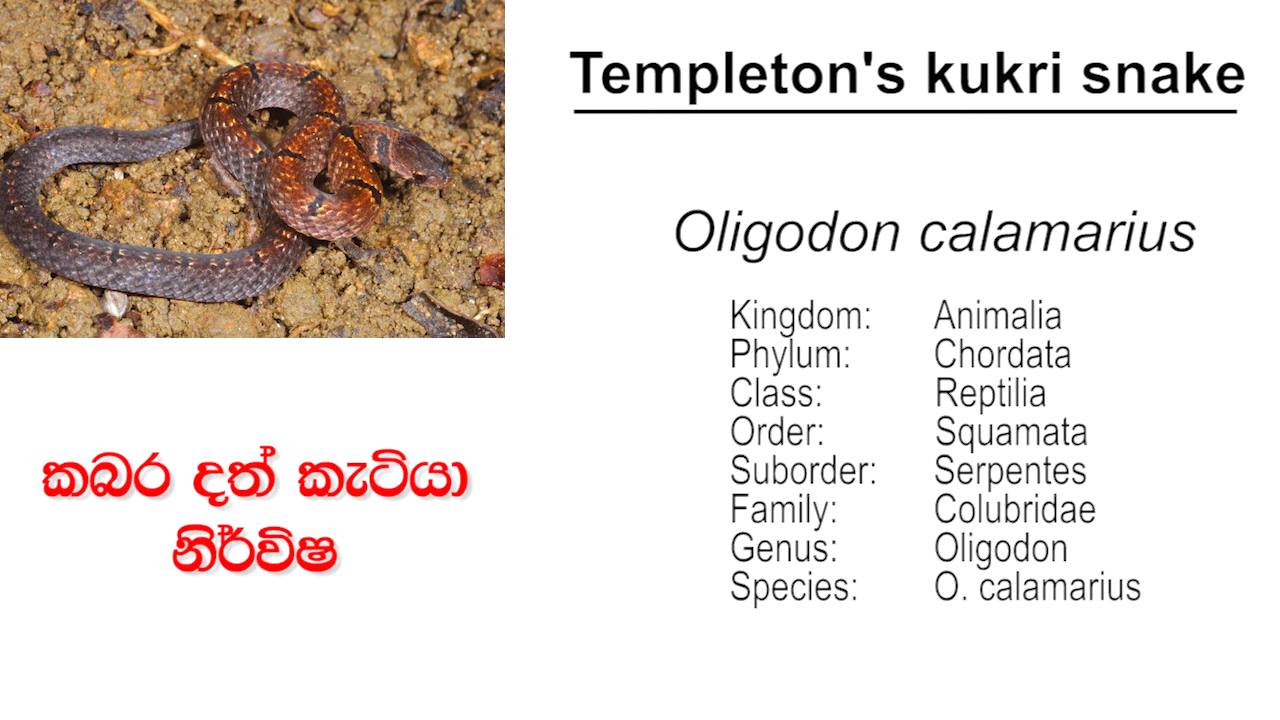 Templeton's kukri snake
Oligodon calamarius
Kingdom: Animalia
Phylum: Chordata
Class: Reptilia
Order: Squamata
Suborder: Serpentes
Family: Colubridae
Genus: Oligodon
Species: O. calamarius
කබර දත් කැටියා
නිර්විෂ